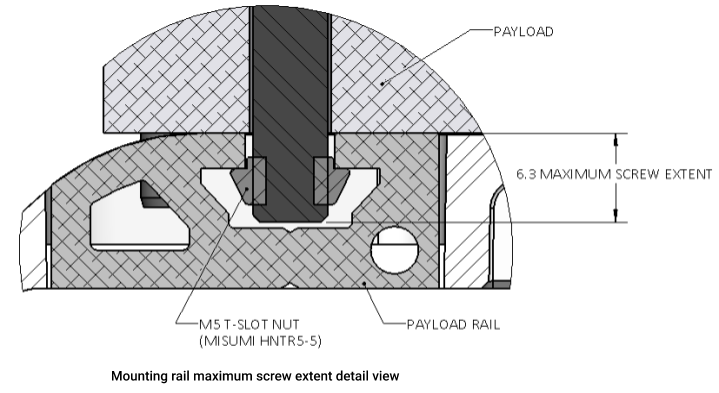 PAYLOAD
6.3 MAXIMUM SCREW EXTENT
M5 T-SLOT NUT
(MISUMI HNTR5-5)
PAYLOAD RAIL
Mounting rail maximum screw extent detail view